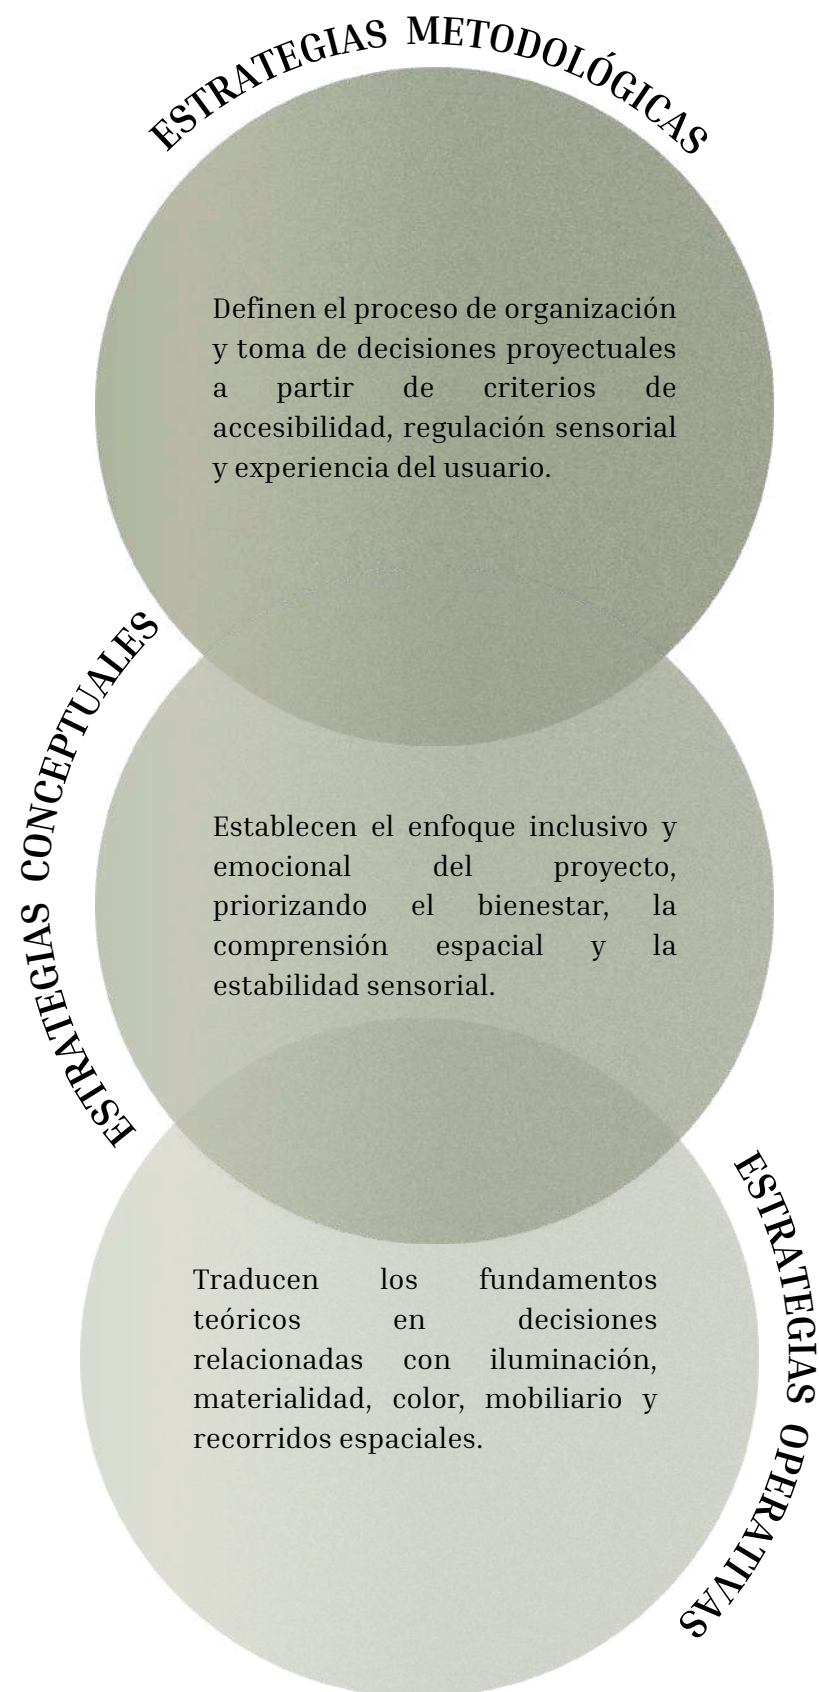 ESTRATEGIAS METODOLÓGICAS
Definen el proceso de organización
y toma de decisiones proyectuales
a partir de criterios de
accesibilidad, regulación sensorial
y experiencia del usuario.
ESTRATEGIAS CONCEPTUALES
Establecen el enfoque inclusivo y
emocional del proyecto,
priorizando el bienestar, la
comprensión espacial y la
estabilidad sensorial.
ESTRATEGIAS OPERATIVAS
Traducen los fundamentos
teóricos en decisiones
relacionadas con iluminación,
materialidad, color, mobiliario y
recorridos espaciales.